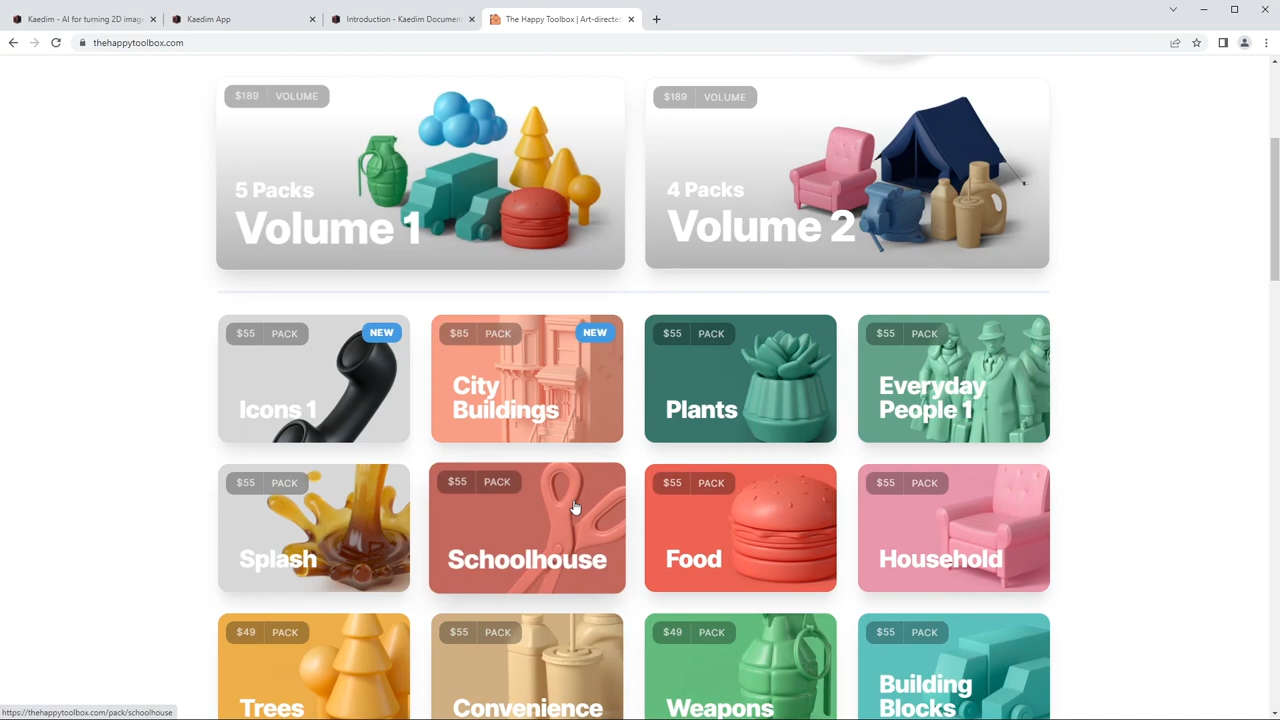 Kaedim - AI for turning 2D imag
Kaedim App
Introduction - Kaedim Documen
The Happy Toolbox | Art-directe
thehappytoolbox.com
$189 VOLUME
5 Packs
Volume 1
$189 VOLUME
4 Packs
Volume 2
$55 PACK
NEW
Icons 1
$85 PACK
NEW
City
Buildings
$55 PACK
Plants
$55 PACK
Everyday
People 1
$55 PACK
Splash
$55 PACK
Schoolhouse
$55 PACK
Food
$55 PACK
Household
$49 PACK
Trees
$55 PACK
Convenience
$49 PACK
Weapons
$55 PACK
Building
Blocks
https://thehappytoolbox.com/pack/schoolhouse